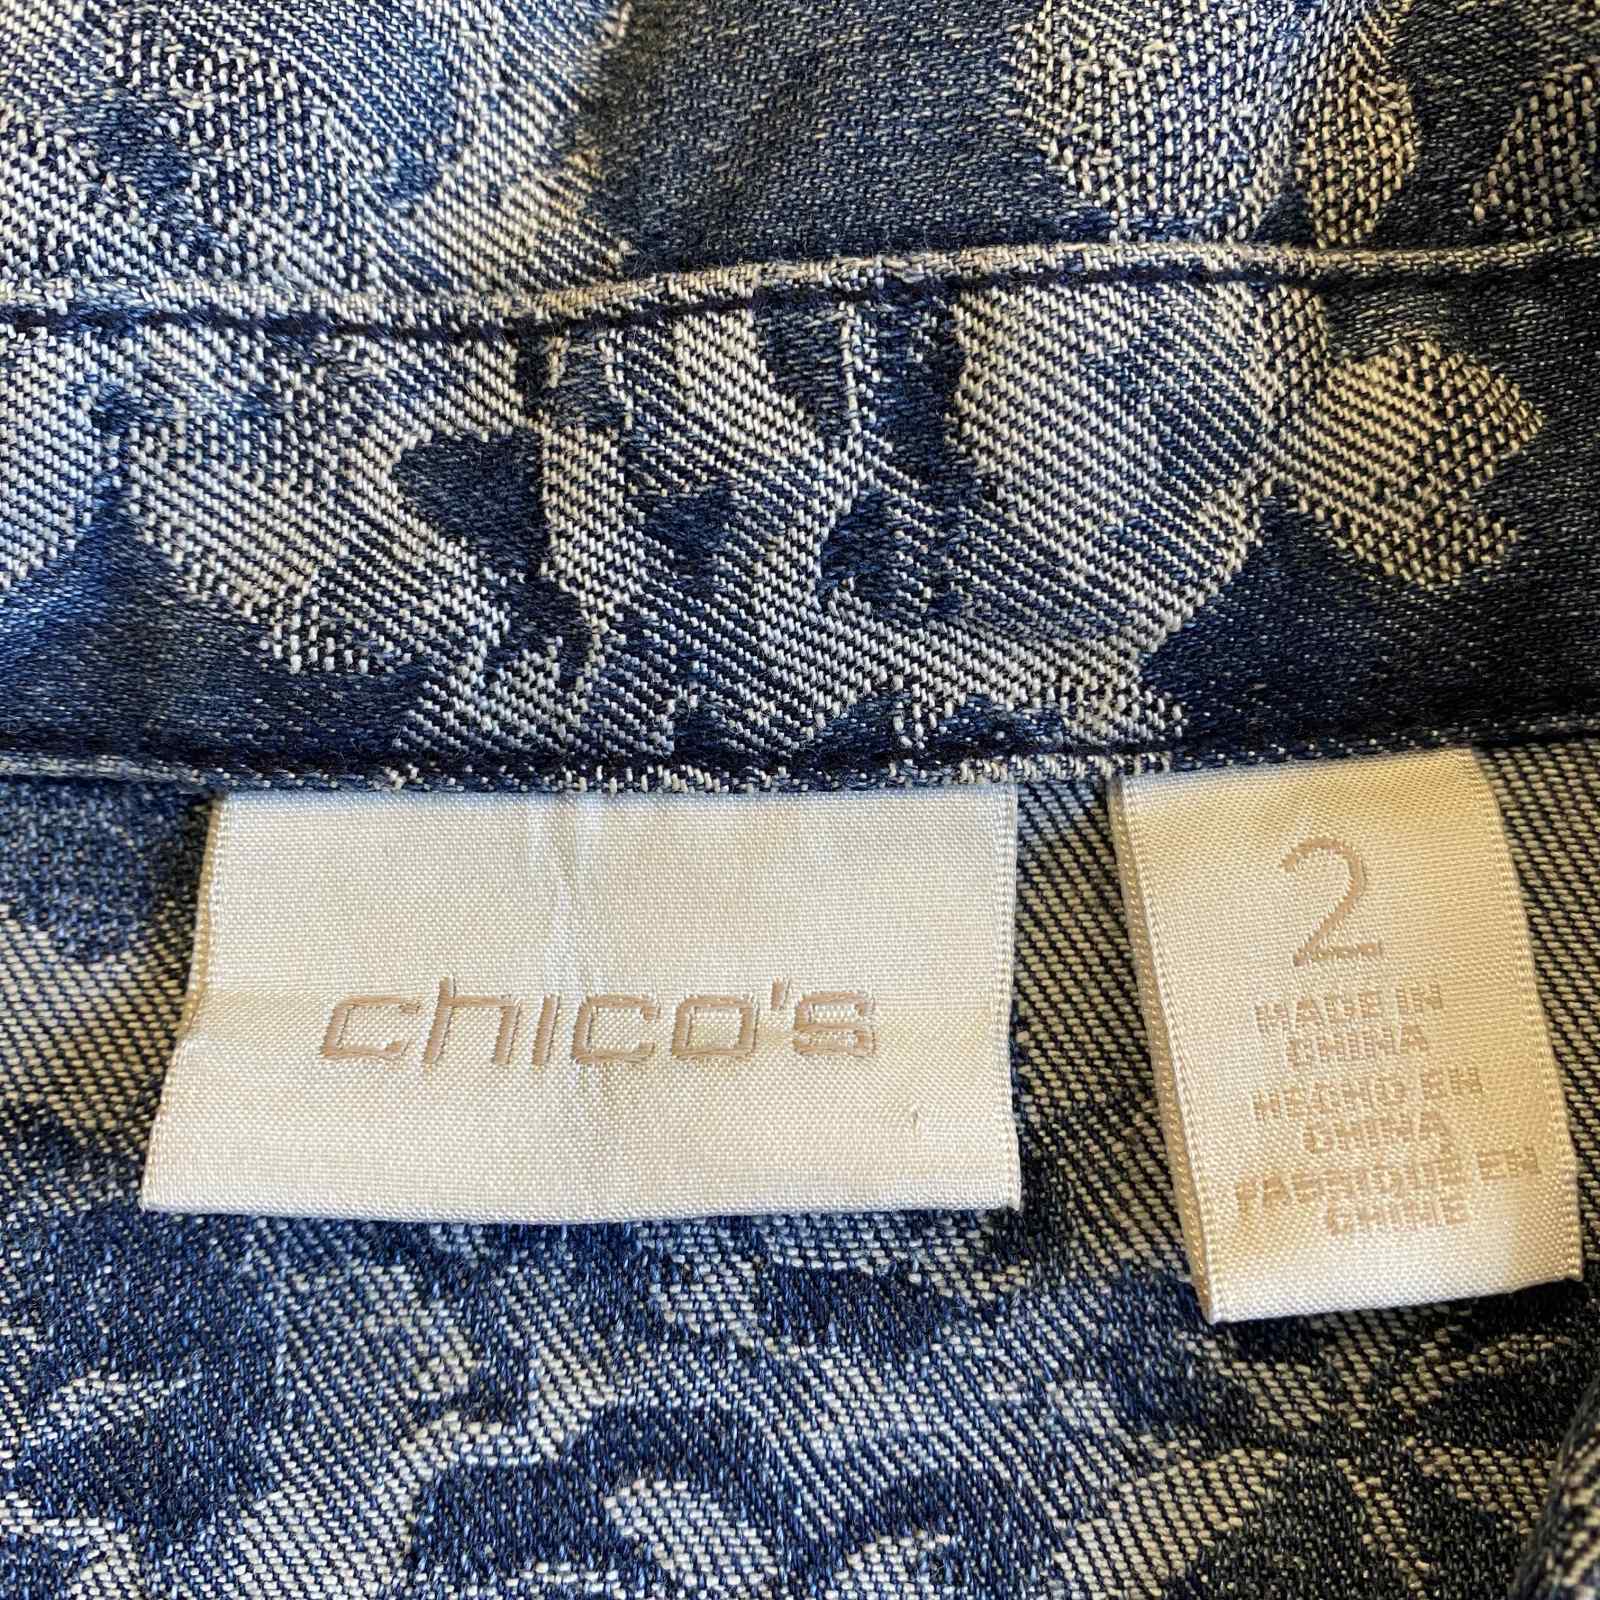 chico's
2
MADE IN
CHINA
HECHO EN
CHINA
FABRIQUE EN
CHINE